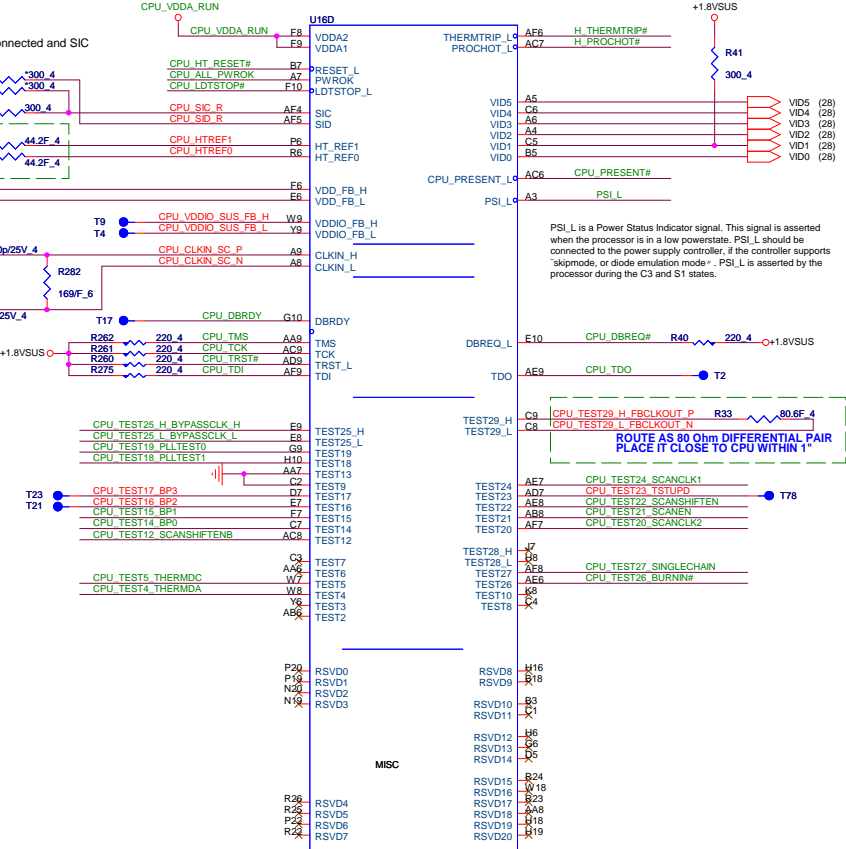 CPU_VDDA_RUN
+1.8VSUS
U16D
CPU_VDDA_RUN F8 VDDA2
F9 VDDA1
THERMTRIP_L AF6 H_THERMTRIP#
PROCHOT_L AC7 H_PROCHOT#
nnected and SIC
R41
300_4
CPU_HT_RESET# B7 RESET_L
CPU_ALL_PWROK A7 PWROK
CPU_LDTSTOP# F10 LDTSTOP_L
*300_4
*300_4
300_4 CPU_SIC_R AF4 SIC
CPU_SID_R AF5 SID
VID5 A5 VID5 (28)
VID4 C6 VID4 (28)
VID3 A6 VID3 (28)
VID2 A4 VID2 (28)
VID1 C5 VID1 (28)
VID0 B5 VID0 (28)
44.2F_4 CPU_HTREF1 P6 HT_REF1
44.2F_4 CPU_HTREF0 R6 HT_REF0
CPU_PRESENT_L AC6 CPU_PRESENT#
F6 VDD_FB_H
E6 VDD_FB_L
PSI_L A3 PSI_L
T9 CPU_VDDIO_SUS_FB_H W9 VDDIO_FB_H
T4 CPU_VDDIO_SUS_FB_L Y9 VDDIO_FB_L
PSI_L is a Power Status Indicator signal. This signal is asserted
when the processor is in a low powerstate. PSI_L should be
connected to the power supply controller, if the controller supports
¨skipmode, or diode emulation mode〃. PSI_L is asserted by the
processor during the C3 and S1 states.
0p/25V_4 CPU_CLKIN_SC_P A9 CLKIN_H
CPU_CLKIN_SC_N A8 CLKIN_L
R282
169/F_6
25V_4
T17 CPU_DBRDY G10 DBRDY
R262 220_4 CPU_TMS AA9 TMS
R261 220_4 CPU_TCK AC9 TCK
+1.8VSUS R260 220_4 CPU_TRST# AD9 TRST_L
R275 220_4 CPU_TDI AF9 TDI
DBREQ_L E10 CPU_DBREQ# R40 220_4 +1.8VSUS
TDO AE9 CPU_TDO T2
CPU_TEST25_H_BYPASSCLK_H E9 TEST25_H
CPU_TEST25_L_BYPASSCLK_L E8 TEST25_L
CPU_TEST19_PLLTEST0 G9 TEST19
CPU_TEST18_PLLTEST1 H10 TEST18
AA7 TEST13
C2 TEST9
T23 CPU_TEST17_BP3 D7 TEST17
T21 CPU_TEST16_BP2 E7 TEST16
CPU_TEST15_BP1 F7 TEST15
CPU_TEST14_BP0 C7 TEST14
CPU_TEST12_SCANSHIFTENB AC8 TEST12
TEST29_H C9 CPU_TEST29_H_FBCLKOUT_P R33 80.6F_4
TEST29_L C8 CPU_TEST29_L_FBCLKOUT_N
ROUTE AS 80 Ohm DIFFERENTIAL PAIR
PLACE IT CLOSE TO CPU WITHIN 1"
TEST24 AE7 CPU_TEST24_SCANCLK1
TEST23 AD7 CPU_TEST23_TSTUPD T78
TEST22 AE8 CPU_TEST22_SCANSHIFTEN
TEST21 AB8 CPU_TEST21_SCANEN
TEST20 AF7 CPU_TEST20_SCANCLK2
C3 TEST7
AA6 TEST6
CPU_TEST5_THERMDC W7 TEST5
CPU_TEST4_THERMDA W8 TEST4
Y6 TEST3
AB6 TEST2
TEST28_H J7
TEST28_L H8
TEST27 AF8 CPU_TEST27_SINGLECHAIN
TEST26 AE6 CPU_TEST26_BURNIN#
TEST10 K8
TEST8 C4
P20 RSVD0
P19 RSVD1
N20 RSVD2
N19 RSVD3
RSVD8 H16
RSVD9 B18
RSVD10 B3
RSVD11 C1
RSVD12 H6
RSVD13 G6
RSVD14 D5
MISC
RSVD15 R24
RSVD16 W18
RSVD17 R23
RSVD18 AA8
RSVD19 H18
RSVD20 H19
R26 RSVD4
R25 RSVD5
P22 RSVD6
R22 RSVD7